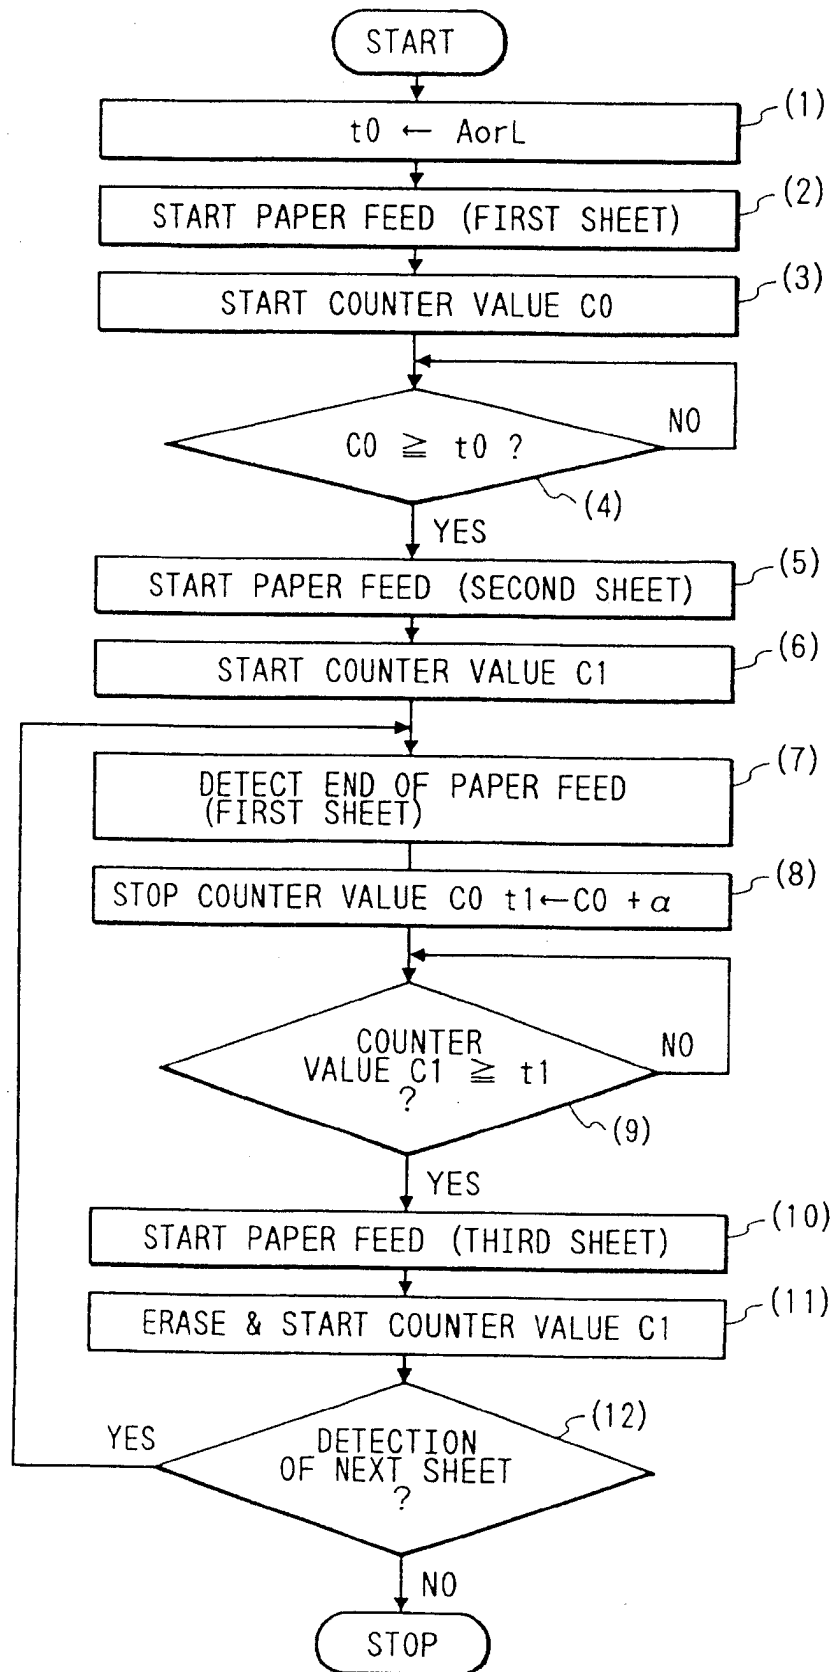 START
(1)
t0 ← AorL
(2)
START PAPER FEED (FIRST SHEET)
(3)
START COUNTER VALUE C0
NO
C0 ≧ t0 ?
(4)
YES
(5)
START PAPER FEED (SECOND SHEET)
(6)
START COUNTER VALUE C1
(7)
DETECT END OF PAPER FEED
(FIRST SHEET)
(8)
STOP COUNTER VALUE C0 t1←C0 +α
COUNTER
NO
VALUE C1 ≧ t1
?
(9)
YES
(10)
START PAPER FEED (THIRD SHEET)
(11)
ERASE & START COUNTER VALUE C1
(12)
YES
DETECTION
OF NEXT SHEET
?
NO
STOP